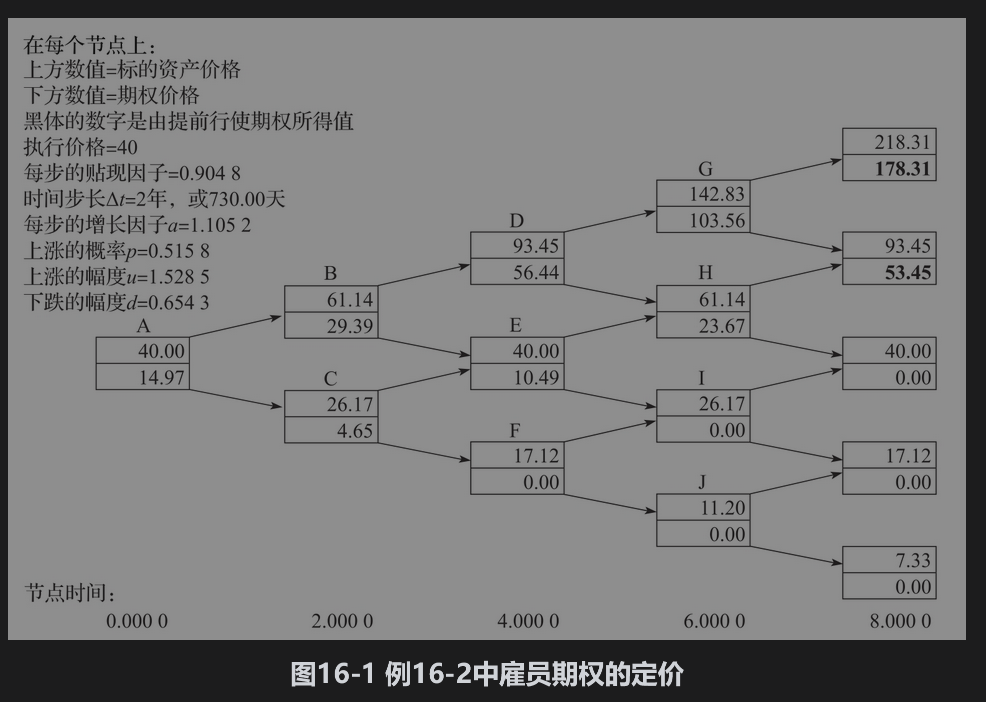 在每个节点上：
上方数值=标的资产价格
下方数值=期权价格
黑体的数字是由提前行使期权所得值
执行价格=40
每步的贴现因子=0.904 8
时间步长Δt=2年，或730.00天
每步的增长因子a=1.105 2
上涨的概率p=0.515 8
上涨的幅度u=1.528 5
下跌的幅度d=0.654 3
A
40.00
14.97
B
61.14
29.39
C
26.17
4.65
D
93.45
56.44
E
40.00
10.49
F
17.12
0.00
G
142.83
103.56
H
61.14
23.67
I
26.17
0.00
J
11.20
0.00
218.31
178.31
93.45
53.45
40.00
0.00
17.12
0.00
7.33
0.00
节点时间：
0.000 0 2.000 0 4.000 0 6.000 0 8.000 0
图16-1 例16-2中雇员期权的定价